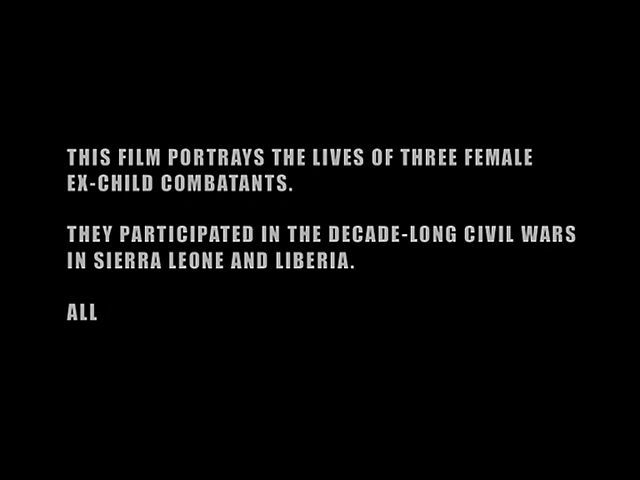 THIS FILM PORTRAYS THE LIVES OF THREE FEMALE
EX-CHILD COMBATANTS.
THEY PARTICIPATED IN THE DECADE-LONG CIVIL WARS
IN SIERRA LEONE AND LIBERIA.
ALL